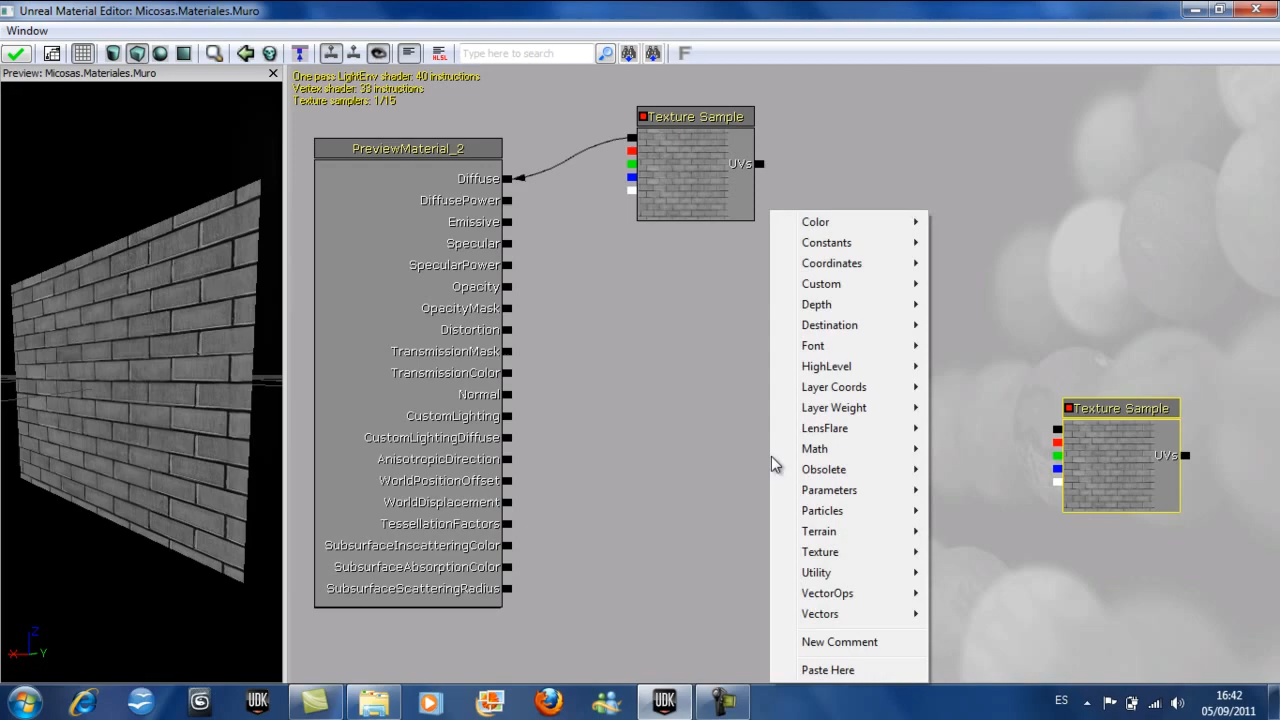 Unreal Material Editor: Micosas.Materiales.Muro
Window
HLSL
Type here to search
F
Preview: Micosas.Materiales.Muro
One pass LightEnv shader: 40 instructions
Vertex shader: 33 instructions
Texture samplers: 1/15
PreviewMaterial_2
Diffuse
DiffusePower
Emissive
Specular
SpecularPower
Opacity
OpacityMask
Distortion
TransmissionMask
TransmissionColor
Normal
CustomLighting
CustomLightingDiffuse
AnisotropicDirection
WorldPositionOffset
WorldDisplacement
TessellationFactors
SubsurfaceInscatteringColor
SubsurfaceAbsorptionColor
SubsurfaceScatteringRadius
Texture Sample
UVs
Color
Constants
Coordinates
Custom
Depth
Destination
Font
HighLevel
Layer Coords
Layer Weight
LensFlare
Math
Obsolete
Parameters
Particles
Terrain
Texture
Utility
VectorOps
Vectors
New Comment
Paste Here
Texture Sample
UVs
Z
X
Y
UDK
UDK
ES
16:42
05/09/2011